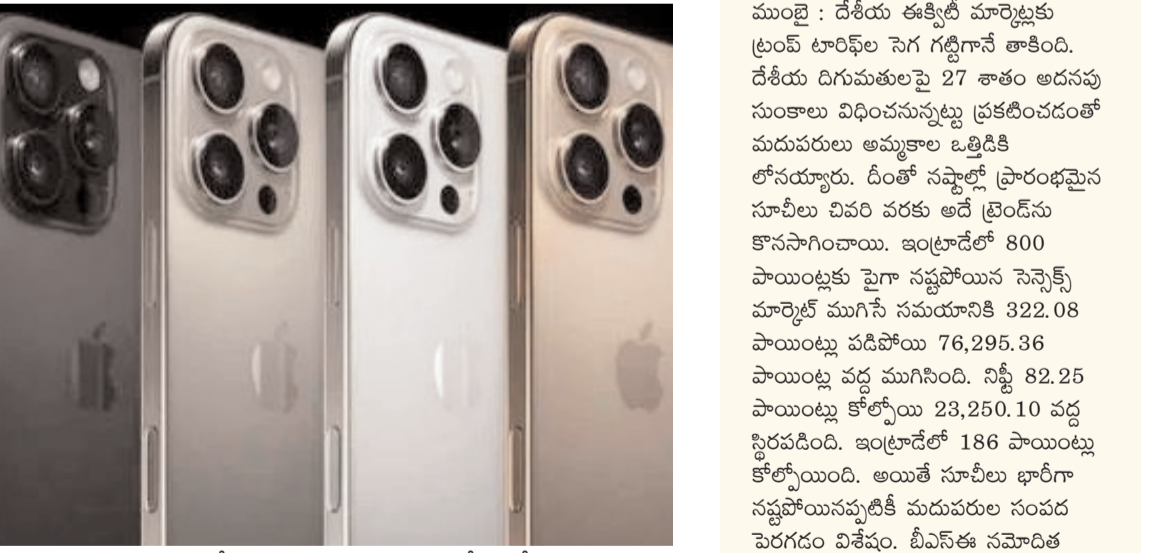 ముంబై : దేశీయ ఈక్విటీ మార్కెట్లకు
ట్రంప్ టారిఫ్‌ల సెగ గట్టిగానే తాకింది.
దేశీయ దిగుమతులపై 27 శాతం అదనపు
సుంకాలు విధించనున్నట్టు ప్రకటించడంతో
మదుపరులు అమ్మకాల ఒత్తిడికి
లోనయ్యారు. దీంతో నష్టాల్లో ప్రారంభమైన
సూచీలు చివరి వరకు అదే ట్రెండ్‌ను
కొనసాగించాయి. ఇంట్రాడేలో 800
పాయింట్లకు పైగా నష్టపోయిన సెన్సెక్స్
మార్కెట్ ముగిసే సమయానికి 322.08
పాయింట్లు పడిపోయి 76,295.36
పాయింట్ల వద్ద ముగిసింది. నిఫ్టీ 82.25
పాయింట్లు కోల్పోయి 23,250.10 వద్ద
స్థిరపడింది. ఇంట్రాడేలో 186 పాయింట్లు
కోల్పోయింది. అయితే సూచీలు భారీగా
నష్టపోయినప్పటికీ మదుపరుల సంపద
పెరగడం విశేషం. బీఎస్ఈ నమోదిత